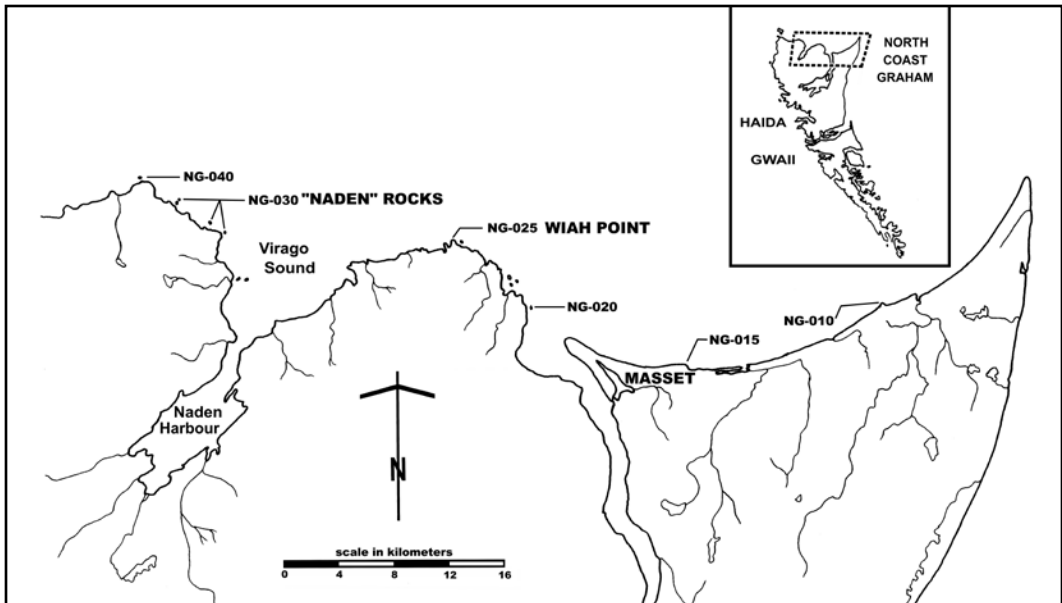 NORTH
COAST
GRAHAM
HAIDA
GWAII
NG-040
NG-030 "NADEN" ROCKS
Virago
Sound
NG-025 WIAH POINT
NG-020
NG-010
NG-015
MASSET
Naden
Harbour
N
scale in kilometers
0 4 8 12 16